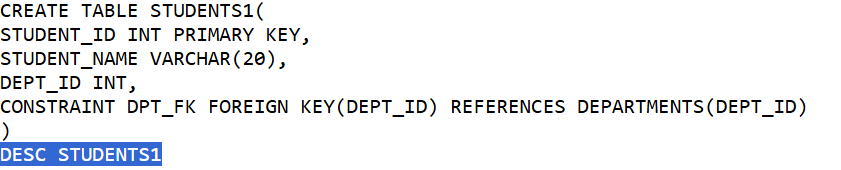 CREATE TABLE STUDENTS1(
STUDENT_ID INT PRIMARY KEY,
STUDENT_NAME VARCHAR(20),
DEPT_ID INT,
CONSTRAINT DPT_FK FOREIGN KEY(DEPT_ID) REFERENCES DEPARTMENTS(DEPT_ID)
)
DESC STUDENTS1